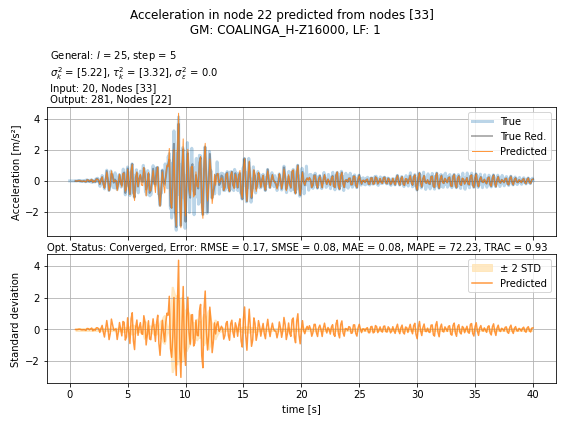 Acceleration in node 22 predicted from nodes [33]
GM: COALINGA_H-Z16000, LF: 1
General: l = 25, step = 5
σ²ₖ = [5.22], τ²ₖ = [3.32], σ²ε = 0.0
Input: 20, Nodes [33]
Output: 281, Nodes [22]
Acceleration [m/s²]
4
2
0
−2
True
True Red.
Predicted
Opt. Status: Converged, Error: RMSE = 0.17, SMSE = 0.08, MAE = 0.08, MAPE = 72.23, TRAC = 0.93
Standard deviation
4
2
0
−2
± 2 STD
Predicted
0 5 10 15 20 25 30 35 40
time [s]